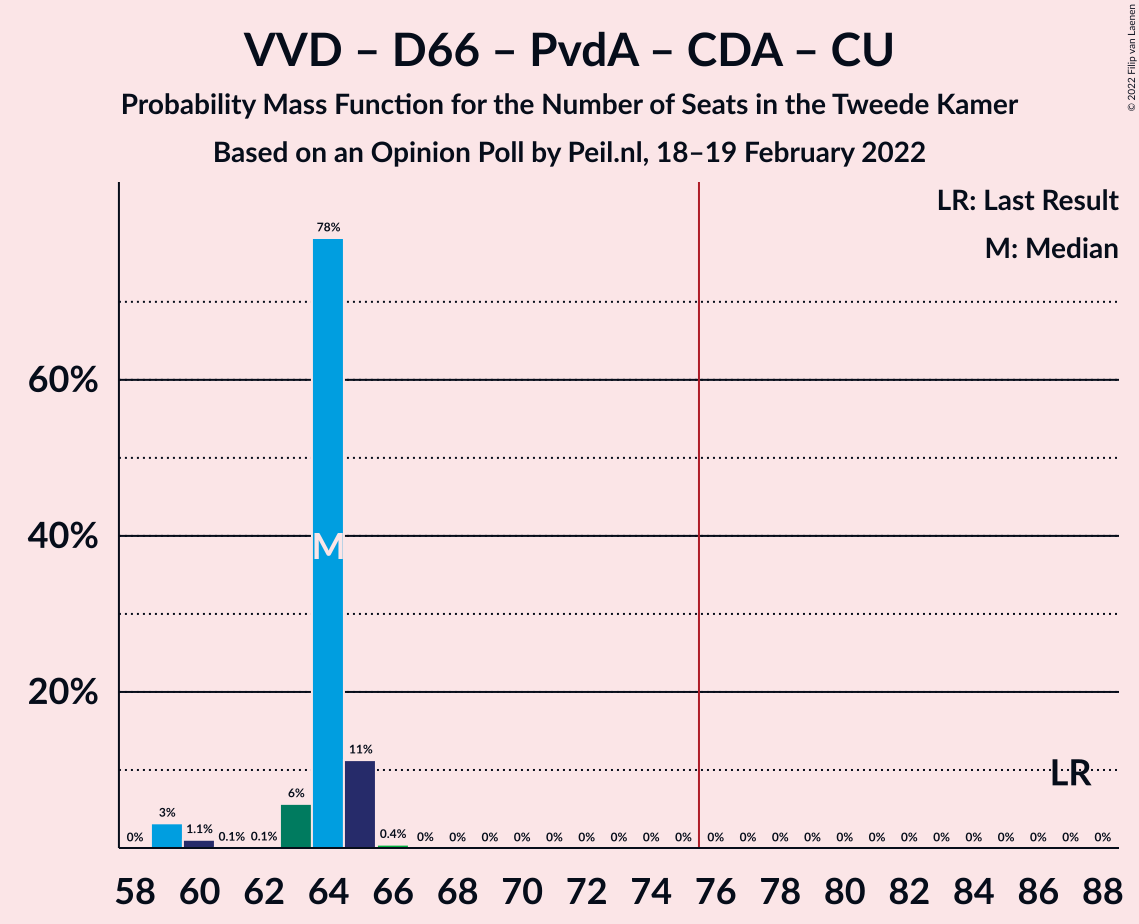 VVD – D66 – PvdA – CDA – CU
Probability Mass Function for the Number of Seats in the Tweede Kamer
Based on an Opinion Poll by Peil.nl, 18–19 February 2022
© 2022 Filip van Laenen
LR: Last Result
M: Median
78%
60%
40%
M
20%
11%
LR
6%
3%
0% 1.1% 0.1% 0.1% 0.4% 0% 0% 0% 0% 0% 0% 0% 0% 0% 0% 0% 0% 0% 0% 0% 0% 0% 0% 0% 0% 0% 0%
58 60 62 64 66 68 70 72 74 76 78 80 82 84 86 88